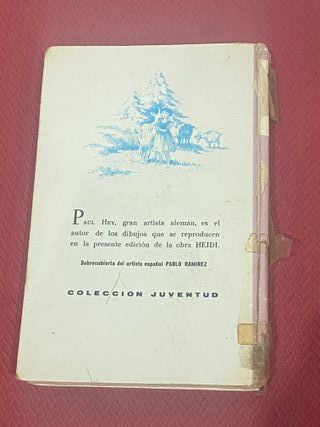 PAUL HEY, gran artista alemán, es el
autor de los dibujos que se reproducen
en la presente edición de la obra HEIDI.
Sobrecubierta del artista español PABLO RAMIREZ
COLECCION JUVENTUD